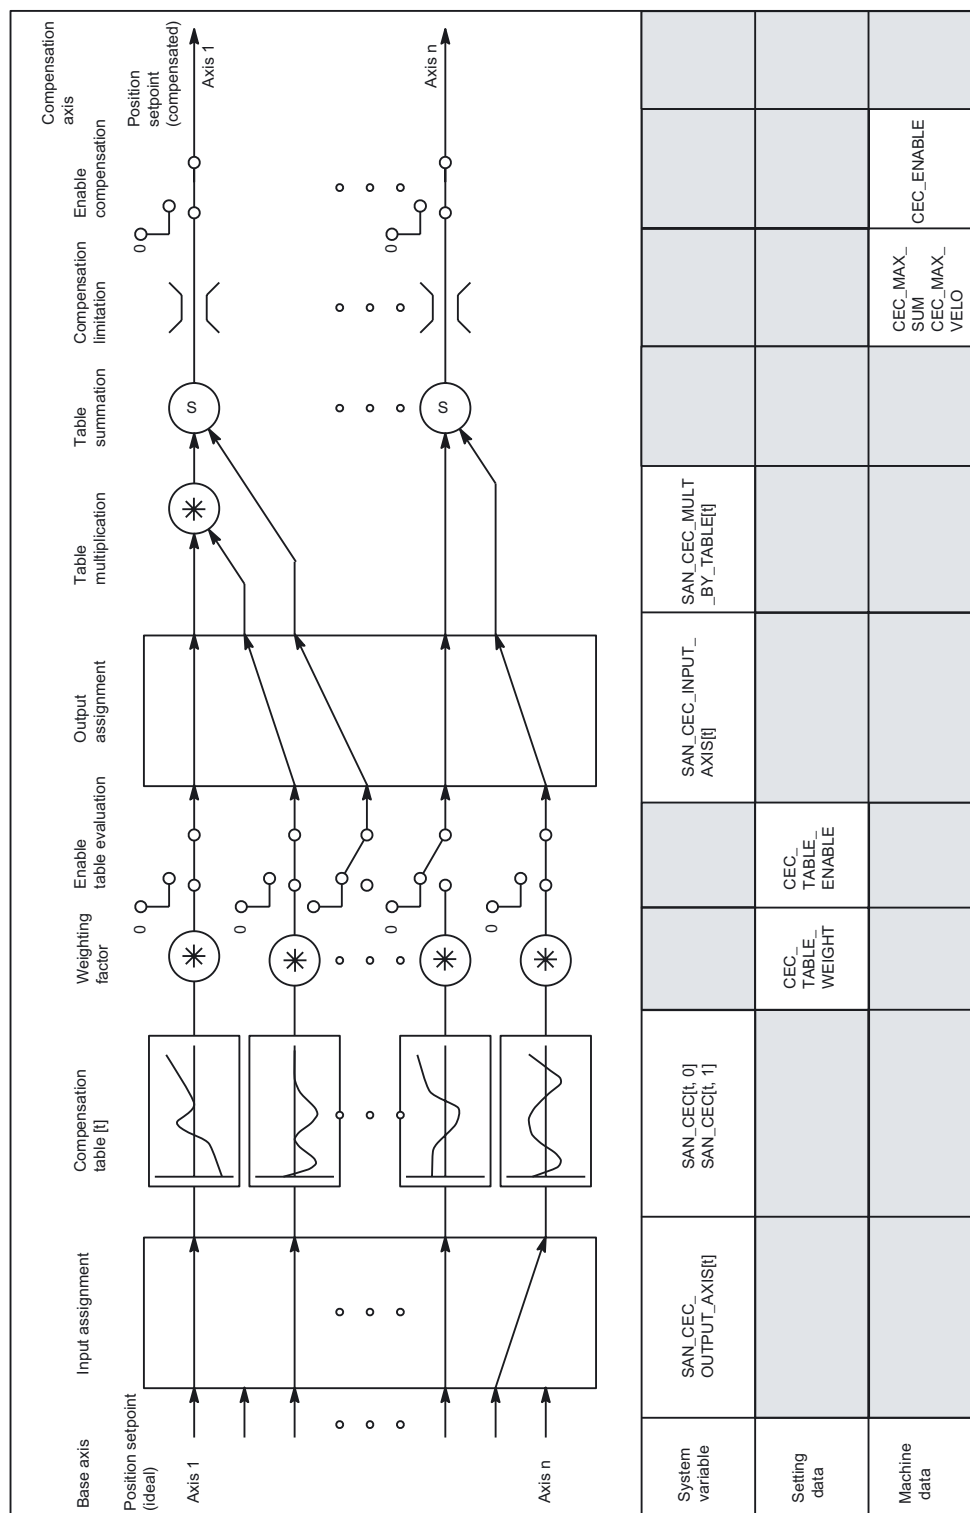 Base axis
Input assignment
Compensation
table [t]
Weighting
factor
Enable
table evaluation
Output
assignment
Table
multiplication
Table
summation
Compensation
limitation
Enable
compensation
Compensation
axis
Position setpoint
(ideal)
Position
setpoint
(compensated)
Axis 1
0
0
0
0
0
S
0
Axis 1
Axis n
S
0
Axis n
System
variable
SAN_CEC_
OUTPUT_AXIS[t]
SAN_CEC[t, 0]
SAN_CEC[t, 1]
SAN_CEC_INPUT_
AXIS[t]
SAN_CEC_MULT
_BY_TABLE[t]
Setting
data
CEC_
TABLE_
WEIGHT
CEC_
TABLE_
ENABLE
Machine
data
CEC_MAX_
SUM
CEC_MAX_
VELO
CEC_ENABLE